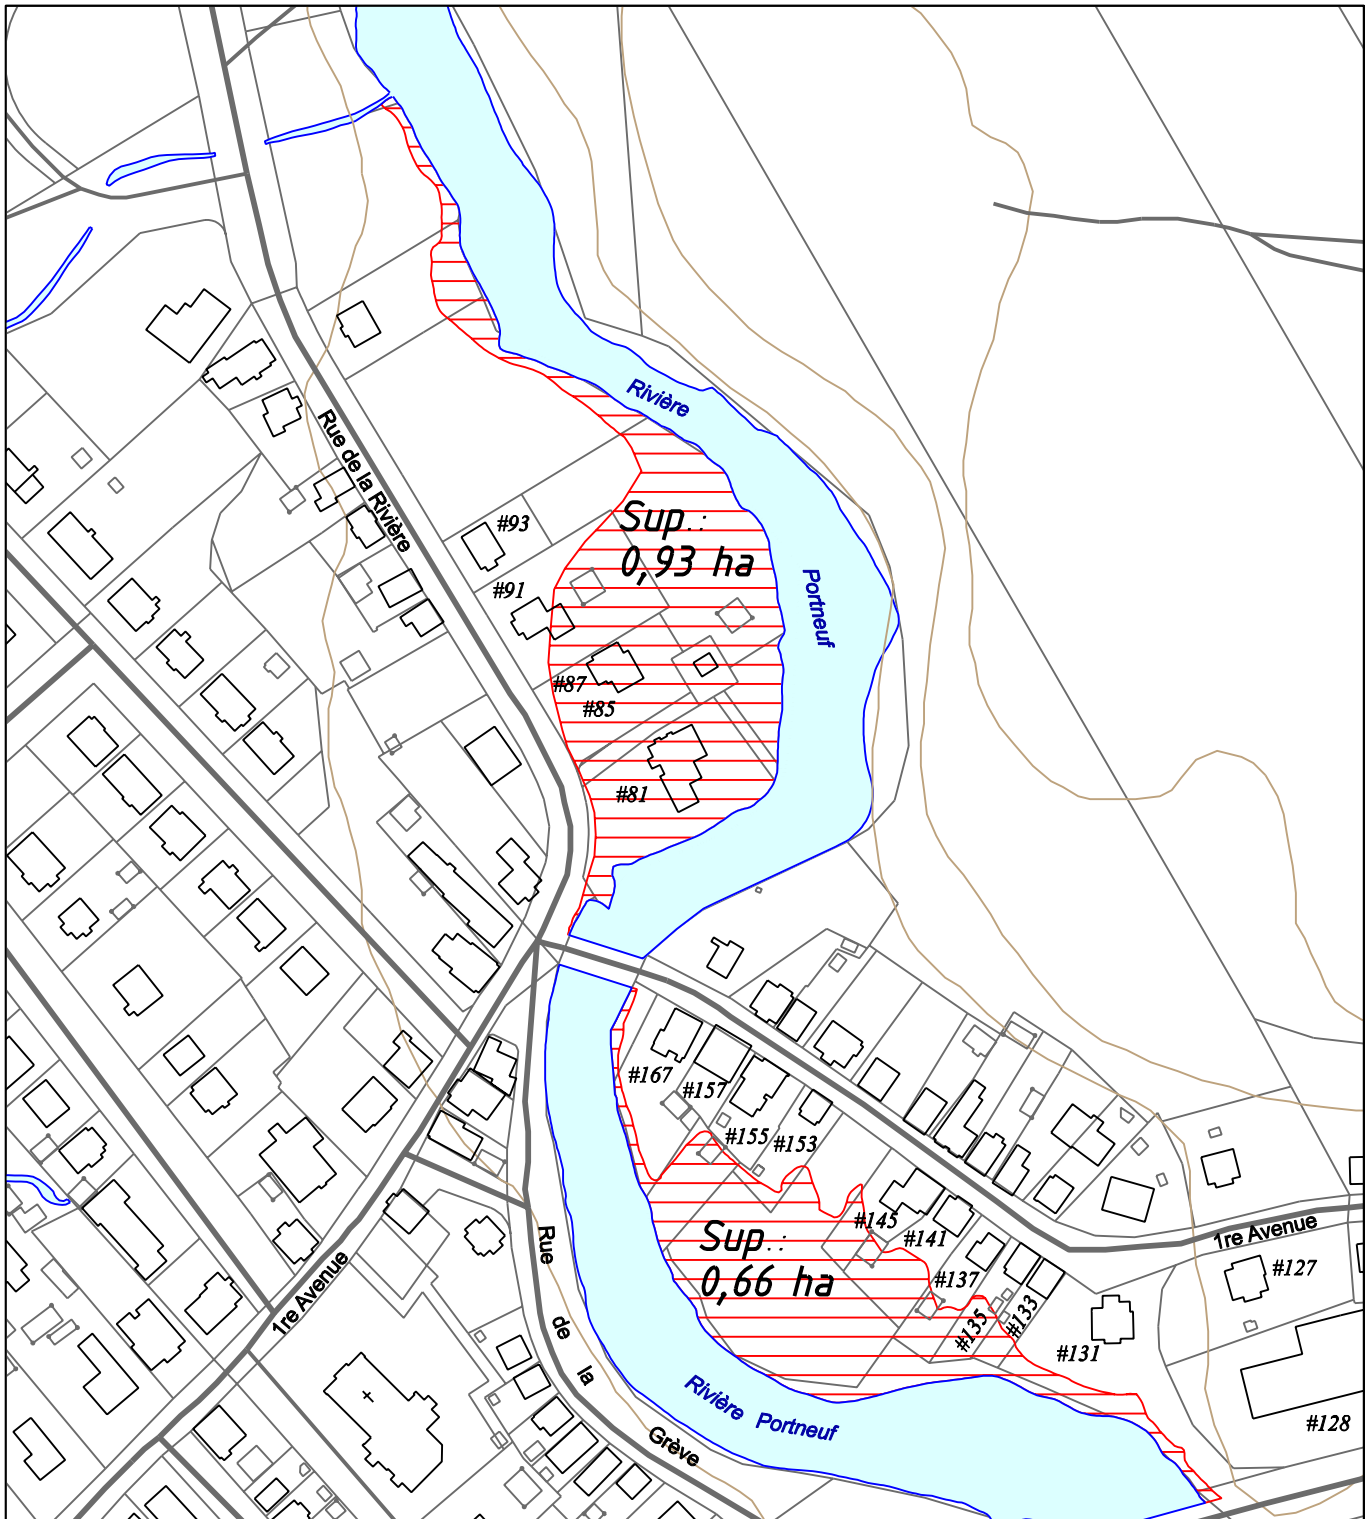 Rivière
Rue de la Rivière
#93
Sup.:
0,93 ha
#91
Portneuf
#87
#85
#81
#167
#157
#155
#153
#145
#141
Sup.:
0,66 ha
#137
#135
#133
#131
1re Avenue
#127
#128
1re Avenue
Rue
de
la
Grève
Rivière Portneuf